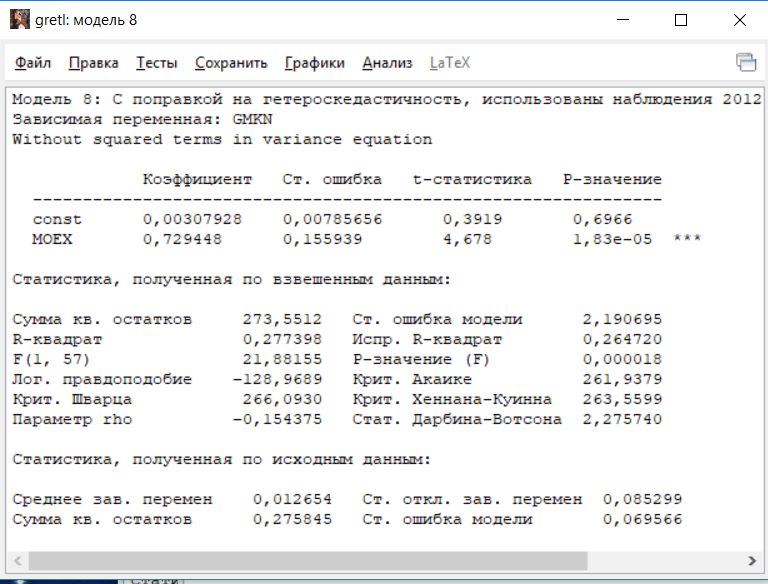 gretl: модель 8
Файл Правка Тесты Сохранить Графики Анализ LaTeX
Модель 8: С поправкой на гетероскедастичность, использованы наблюдения 2012
Зависимая переменная: GMKN
Without squared terms in variance equation
Коэффициент Ст. ошибка t-статистика P-значение
---------------------------------------------------------------
const 0,00307928 0,00785656 0,3919 0,6966
MOEX 0,729448 0,155939 4,678 1,83e-05 ***
Статистика, полученная по взвешенным данным:
Сумма кв. остатков 273,5512 Ст. ошибка модели 2,190695
R-квадрат 0,277398 Испр. R-квадрат 0,264720
F(1, 57) 21,88155 P-значение (F) 0,000018
Лог. правдоподобие −128,9689 Крит. Акаике 261,9379
Крит. Шварца 266,0930 Крит. Хеннана-Куинна 263,5599
Параметр rho −0,154375 Стат. Дарбина-Вотсона 2,275740
Статистика, полученная по исходным данным:
Среднее зав. перемен 0,012654 Ст. откл. зав. перемен 0,085299
Сумма кв. остатков 0,275845 Ст. ошибка модели 0,069566